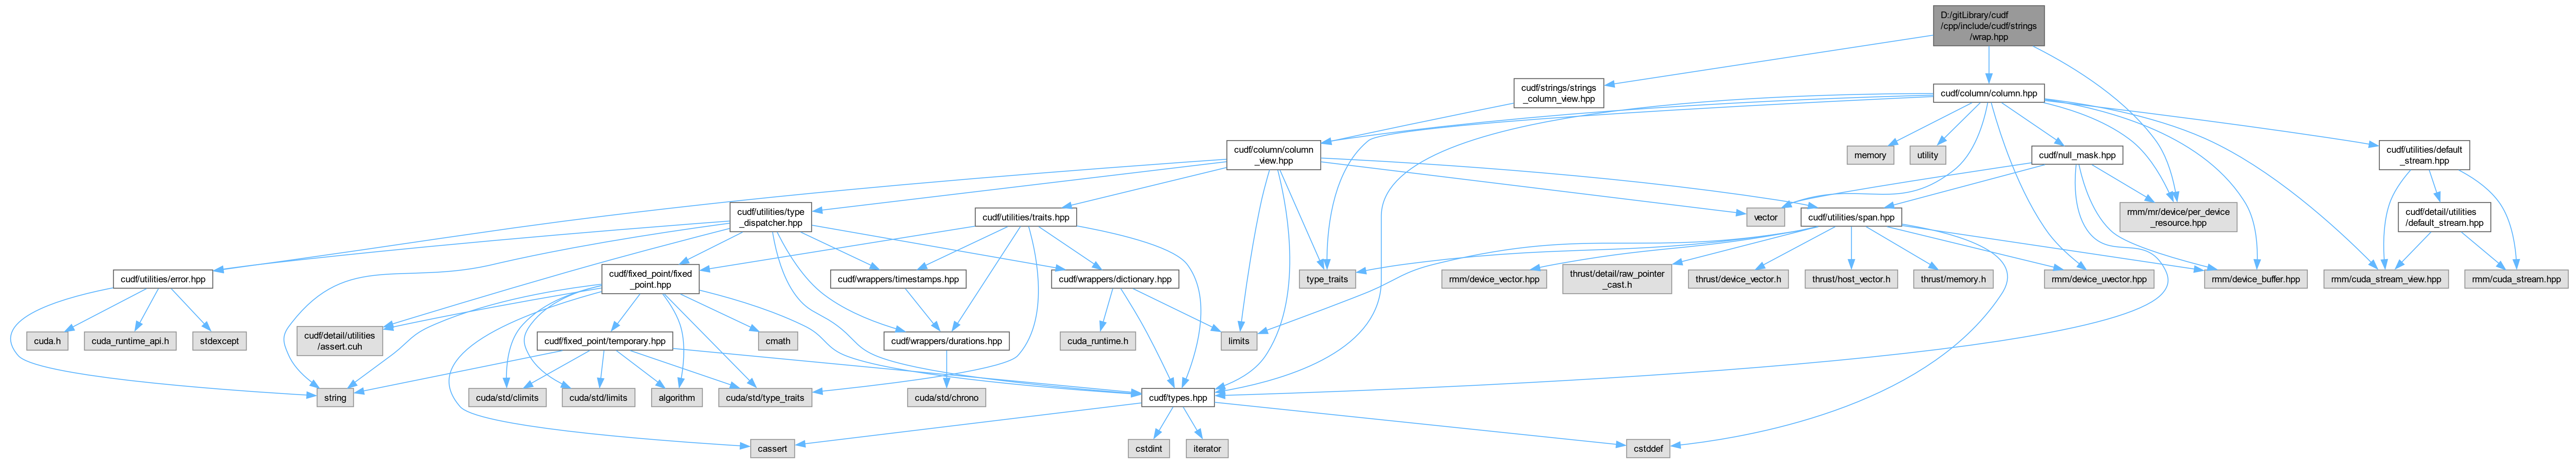 D:/gitLibrary/cudf
/cpp/include/cudf/strings
/wrap.hpp
cudf/strings/strings
_column_view.hpp
cudf/column/column.hpp
cudf/column/column
_view.hpp
memory
utility
cudf/null_mask.hpp
cudf/utilities/default
_stream.hpp
cudf/utilities/type
_dispatcher.hpp
cudf/utilities/traits.hpp
vector
cudf/utilities/span.hpp
rmm/mr/device/per_device
_resource.hpp
cudf/detail/utilities
/default_stream.hpp
cudf/utilities/error.hpp
cudf/fixed_point/fixed
_point.hpp
cudf/wrappers/timestamps.hpp
cudf/wrappers/dictionary.hpp
type_traits
rmm/device_vector.hpp
thrust/detail/raw_pointer
_cast.h
thrust/device_vector.h
thrust/host_vector.h
thrust/memory.h
rmm/device_uvector.hpp
rmm/device_buffer.hpp
rmm/cuda_stream_view.hpp
rmm/cuda_stream.hpp
cuda.h
cuda_runtime_api.h
stdexcept
cudf/detail/utilities
/assert.cuh
cudf/fixed_point/temporary.hpp
cmath
cudf/wrappers/durations.hpp
cuda_runtime.h
limits
string
cuda/std/climits
cuda/std/limits
algorithm
cuda/std/type_traits
cuda/std/chrono
cudf/types.hpp
cassert
cstdint
iterator
cstddef